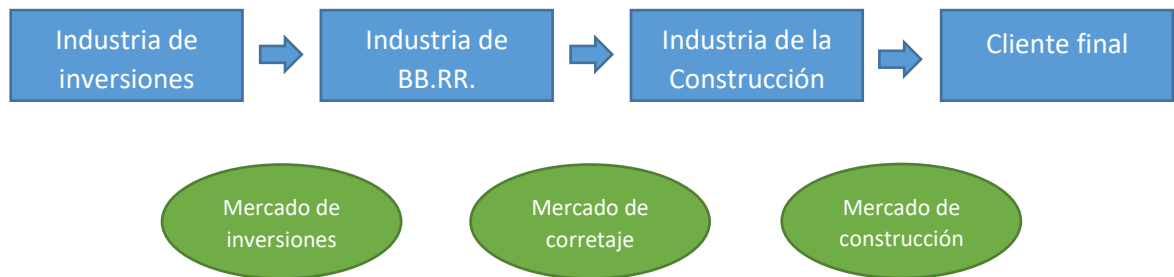 Industria de
inversiones
Industria de
BB.RR.
Industria de la
Construcción
Cliente final
Mercado de
inversiones
Mercado de
corretaje
Mercado de
construcción